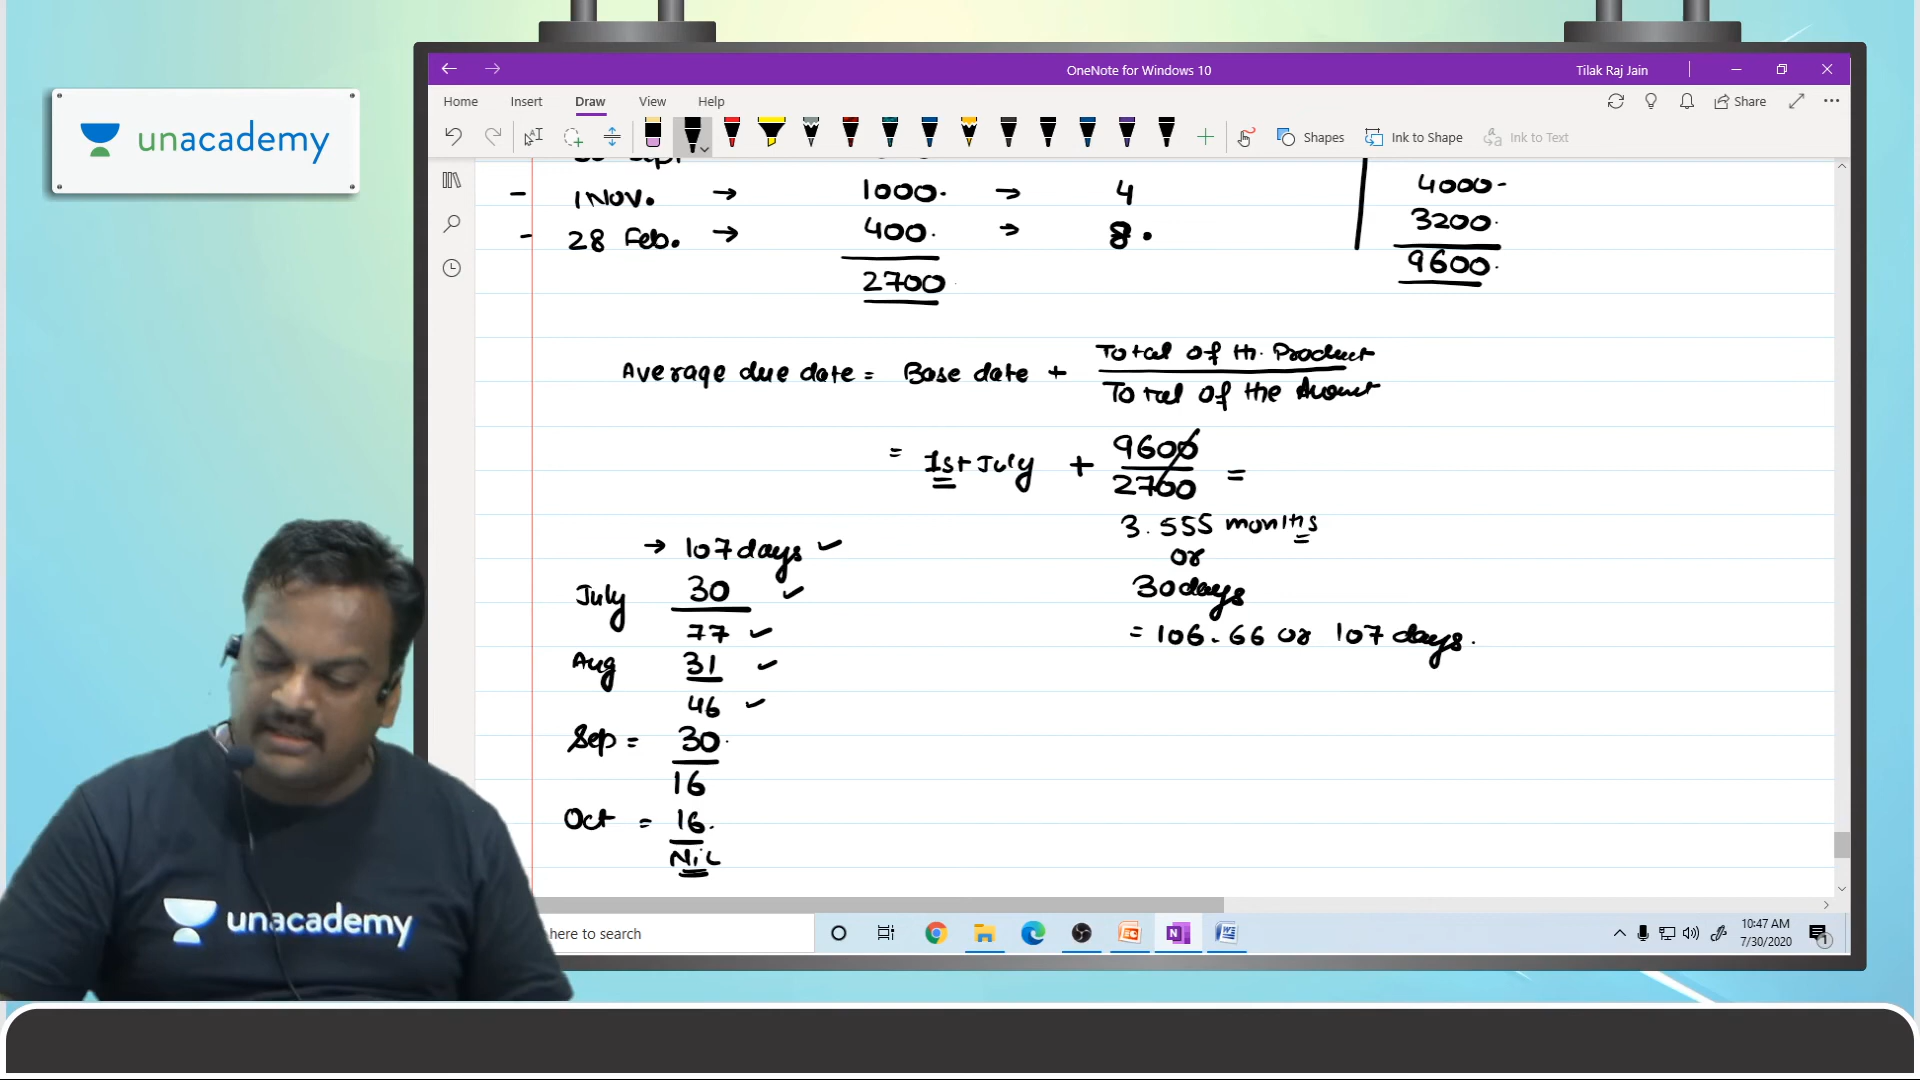 OneNote for Windows 10
Tilak Raj Jain
unacademy
Home Insert Draw View Help
Share
Shapes Ink to Shape Ink to Text
- 1 Nov. → 1000. → 4
4000-
- 28 Feb. → 400. → 8.
3200.
2700
9600.
Average due date = Base date + Total of th. Product
Total of the Amount
= 1st July + 9600 =
2700
3.555 months
or
30 days
= 106.66 or 107 days.
→ 107 days ✓
July 30 ✓
77 ✓
Aug 31 ✓
46 ✓
Sep = 30.
16
Oct = 16.
Nil
unacademy
here to search
10:47 AM
7/30/2020
1